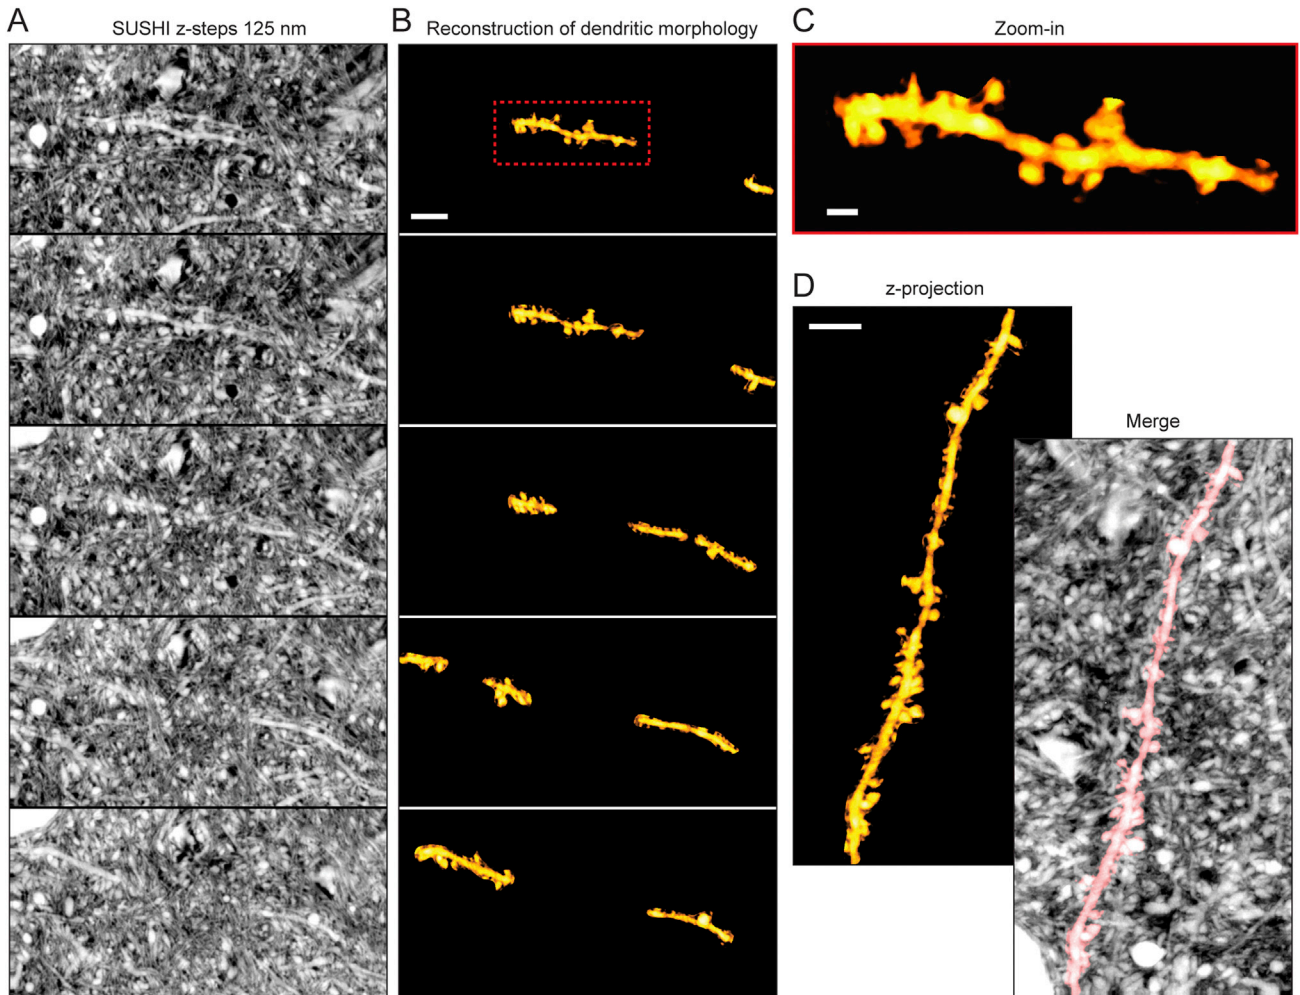 A
SUSHI z-steps 125 nm
B
Reconstruction of dendritic morphology
C
Zoom-in
D
z-projection
Merge